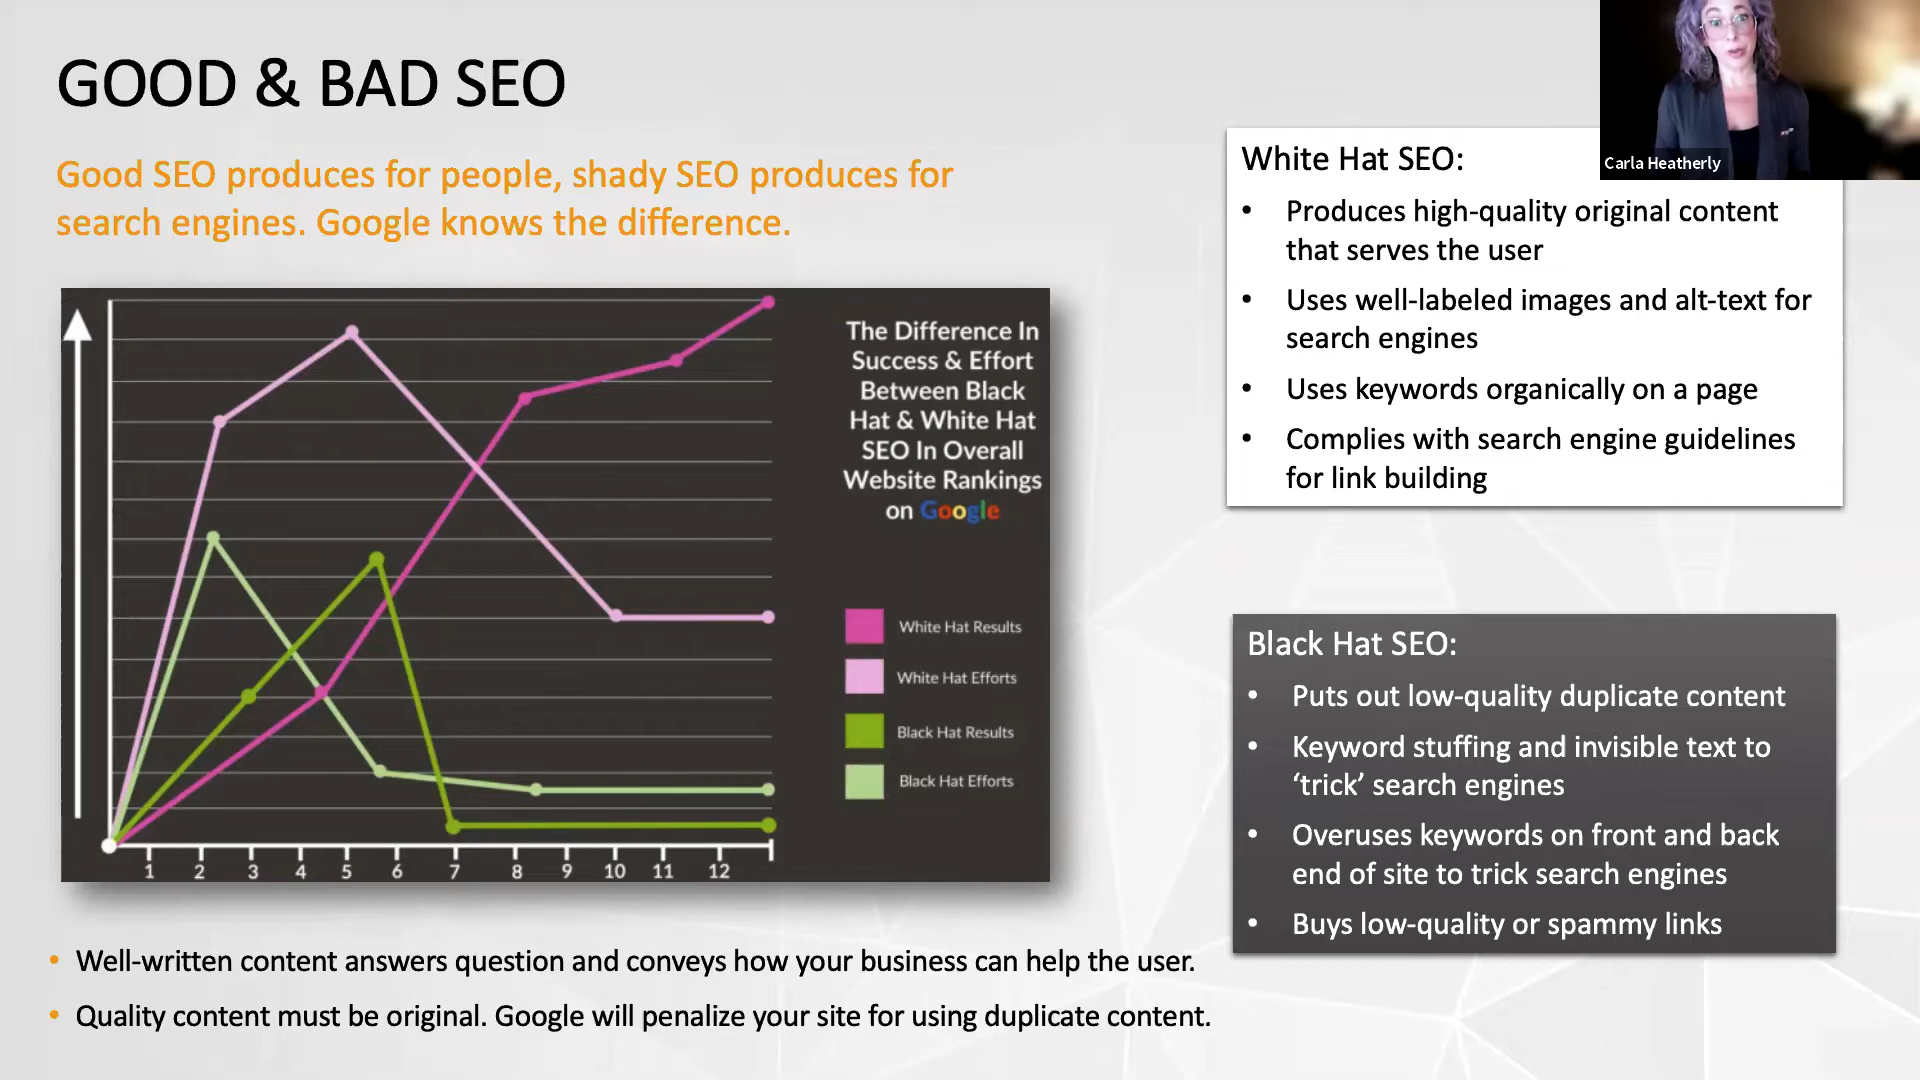 GOOD & BAD SEO
Good SEO produces for people, shady SEO produces for
search engines. Google knows the difference.
The Difference In
Success & Effort
Between Black
Hat & White Hat
SEO In Overall
Website Rankings
on Google
White Hat Results
White Hat Efforts
Black Hat Results
Black Hat Efforts
1 2 3 4 5 6 7 8 9 10 11 12
• Well-written content answers question and conveys how your business can help the user.
• Quality content must be original. Google will penalize your site for using duplicate content.
Carla Heatherly
White Hat SEO:
• Produces high-quality original content
that serves the user
• Uses well-labeled images and alt-text for
search engines
• Uses keywords organically on a page
• Complies with search engine guidelines
for link building
Black Hat SEO:
• Puts out low-quality duplicate content
• Keyword stuffing and invisible text to
‘trick’ search engines
• Overuses keywords on front and back
end of site to trick search engines
• Buys low-quality or spammy links